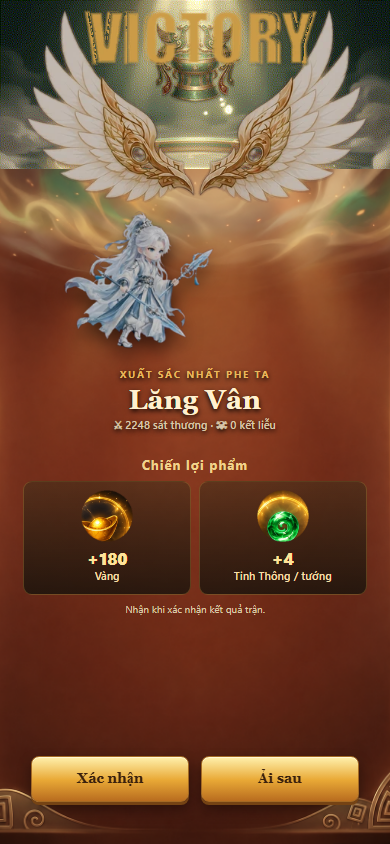 VICTORY
XUẤT SẮC NHẤT PHE TA
Lăng Vân
2248 sát thương · 0 kết liễu
Chiến lợi phẩm
+180
Vàng
+4
Tinh Thông / tướng
Nhận khi xác nhận kết quả trận.
Xác nhận
Ải sau